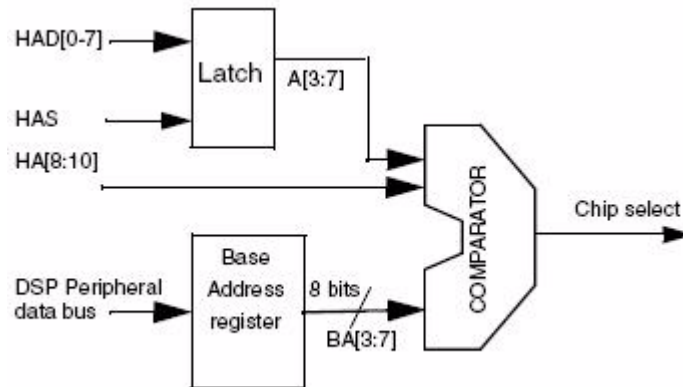 HAD[0-7]
Latch
A[3:7]
HAS
HA[8:10]
COMPARATOR
Chip select
Base
Address
register
DSP Peripheral
data bus
8 bits
BA[3:7]